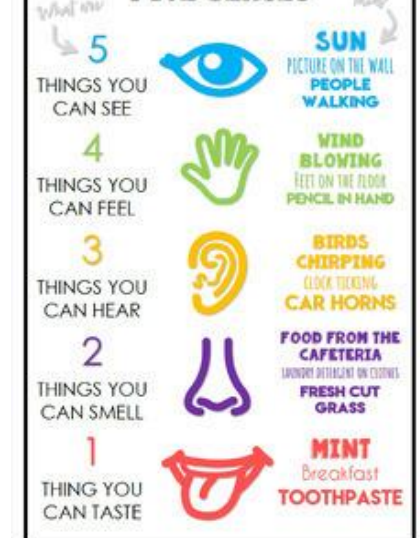 What are
5
THINGS YOU
CAN SEE
SUN
PICTURE ON THE WALL
PEOPLE
WALKING
4
THINGS YOU
CAN FEEL
WIND
BLOWING
FEET ON THE FLOOR
PENCIL IN HAND
3
THINGS YOU
CAN HEAR
BIRDS
CHIRPING
CLOCK TICKING
CAR HORNS
2
THINGS YOU
CAN SMELL
FOOD FROM THE
CAFETERIA
LAUNDRY DETERGENT ON CLOTHES
FRESH CUT
GRASS
1
THING YOU
CAN TASTE
MINT
Breakfast
TOOTHPASTE